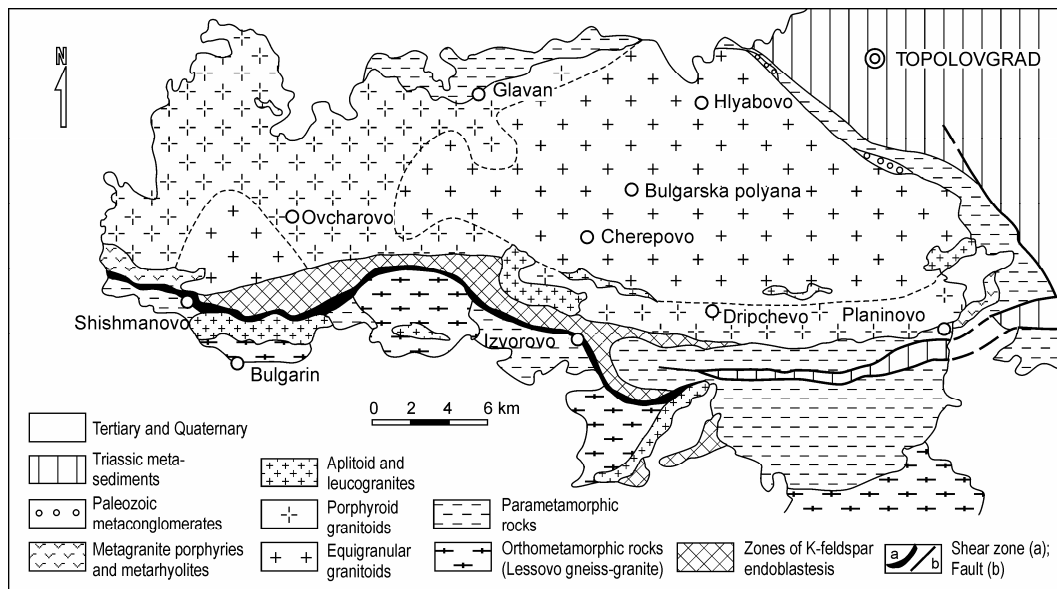 N
TOPOLOVGRAD
Glavan
Hlyabovo
Bulgarska polyana
Ovcharovo
Cherepovo
Shishmanovo
Dripchevo
Planinovo
Izvorovo
Bulgarin
0 2 4 6 km
Tertiary and Quaternary
Triassic meta-
sediments
Paleozoic
metaconglomerates
Metagranite porphyries
and metarhyolites
Aplitoid and
leucogranites
Porphyroid
granitoids
Equigranular
granitoids
Parametamorphic
rocks
Orthometamorphic rocks
(Lessovo gneiss-granite)
Zones of K-feldspar
endoblastesis
a
b
Shear zone (a);
Fault (b)